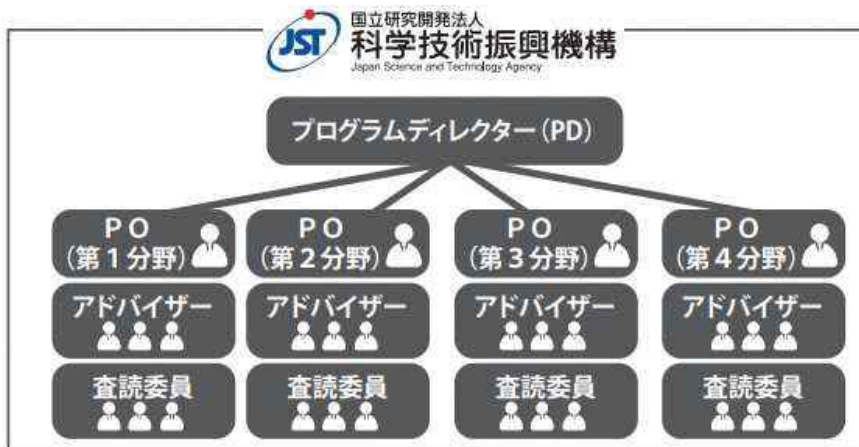 JST
国立研究開発法人
科学技術振興機構
Japan Science and Technology Agency
プログラムディレクター(PD)
PO
(第1分野)
PO
(第2分野)
PO
(第3分野)
PO
(第4分野)
アドバイザー
アドバイザー
アドバイザー
アドバイザー
査読委員
査読委員
査読委員
査読委員